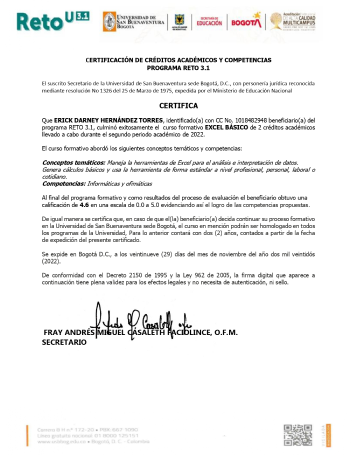 Reto U 3.1
UNIVERSIDAD DE
SAN BUENAVENTURA
BOGOTÁ
SECRETARÍA DE
EDUCACIÓN
BOGOTÁ
CALIDAD
MULTICAMPUS
CERTIFICACIÓN DE CRÉDITOS ACADÉMICOS Y COMPETENCIAS
PROGRAMA RETO 3.1
El suscrito Secretario de la Universidad de San Buenaventura sede Bogotá, D.C., con personería jurídica reconocida
mediante resolución No 1326 del 25 de Marzo de 1975, expedida por el Ministerio de Educación Nacional
CERTIFICA
Que ERICK DARNEY HERNÁNDEZ TORRES, identificado(a) con CC No. 1018482948 beneficiario(a) del
programa RETO 3.1, culminó exitosamente el curso formativo EXCEL BÁSICO de 2 créditos académicos
llevado a cabo durante el segundo periodo académico de 2022.
El curso formativo abordó los siguientes conceptos temáticos y competencias:
Conceptos temáticos: Maneja la herramientas de Excel para el análisis e interpretación de datos.
Genera cálculos básicos y usa la herramienta de forma estándar a nivel profesional, personal, laboral o
cotidiano.
Competencias: Informáticas y ofimáticas
Al final del programa formativo y como resultados del proceso de evaluación el beneficiario obtuvo una
calificación de 4.6 en una escala de 0.0 a 5.0 evidenciando así el logro de las competencias propuestas.
De igual manera se certifica que, en caso de que el(la) beneficiario(a) decida continuar su proceso formativo
en la Universidad de San Buenaventura sede Bogotá, el curso en mención podrá ser homologado en todos
los programas de la Universidad, Para lo anterior contará con dos (2) años, contados a partir de la fecha
de expedición del presente certificado.
Se expide en Bogotá D.C., a los veintinueve (29) días del mes de noviembre del año dos mil veintidós
(2022).
De conformidad con el Decreto 2150 de 1995 y la Ley 962 de 2005, la firma digital que aparece a
continuación tiene plena validez para los efectos legales y no necesita de autenticación, ni sello.
FRAY ANDRÉS MIGUEL CASALETH FACIOLINCE, O.F.M.
SECRETARIO